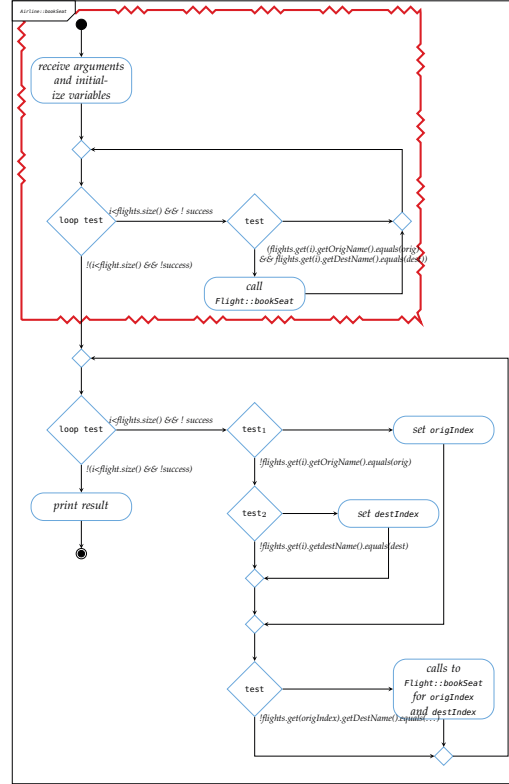 Airline::bookSeat
receive arguments
and initial-
ize variables
loop test
i<flights.size() && ! success
test
(flights.get(i).getOrigName().equals(orig)
&& flights.get(i).getDestName().equals(dest))
!(i<flight.size() && !success)
call
Flight::bookSeat
loop test
i<flights.size() && ! success
test1
set origIndex
!(i<flight.size() && !success)
!flights.get(i).getOrigName().equals(orig)
print result
test2
set destIndex
!flights.get(i).getdestName().equals(dest)
test
calls to
Flight::bookSeat
for origIndex
and destIndex
!flights.get(origIndex).getDestName().equals(...)